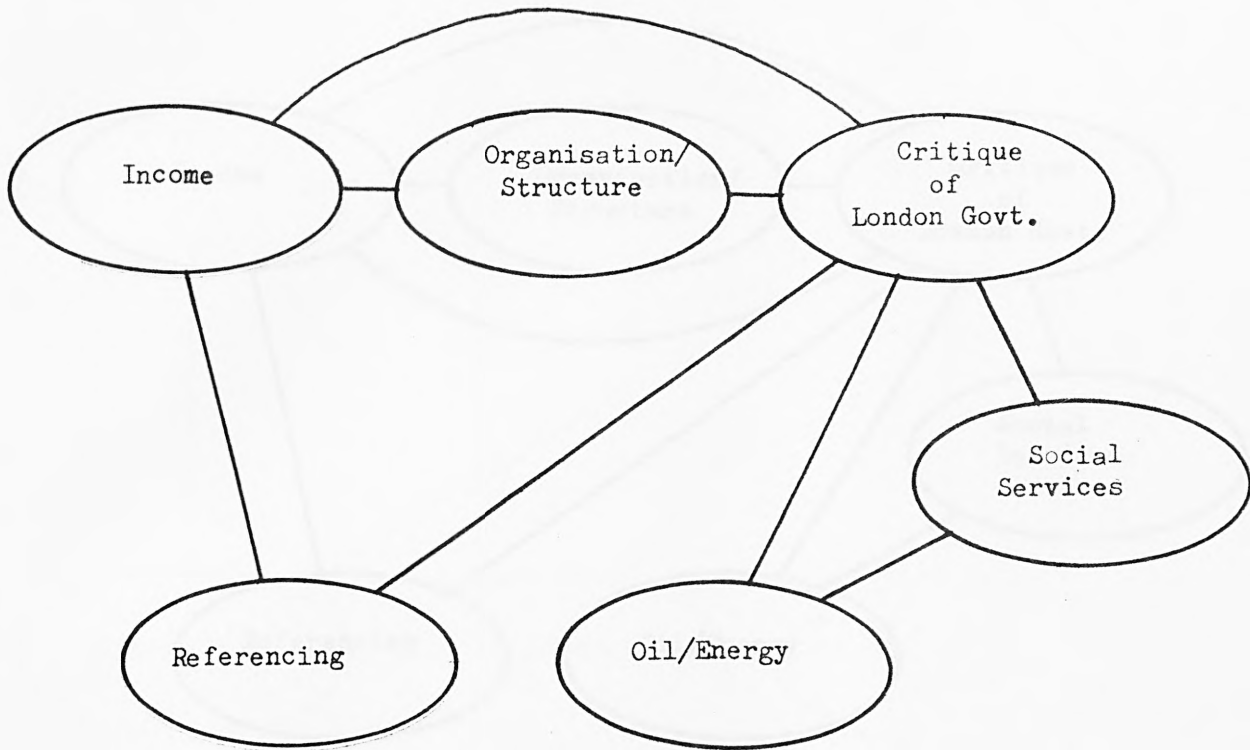 Income
Organisation/
Structure
Critique
of
London Govt.
Social
Services
Referencing
Oil/Energy